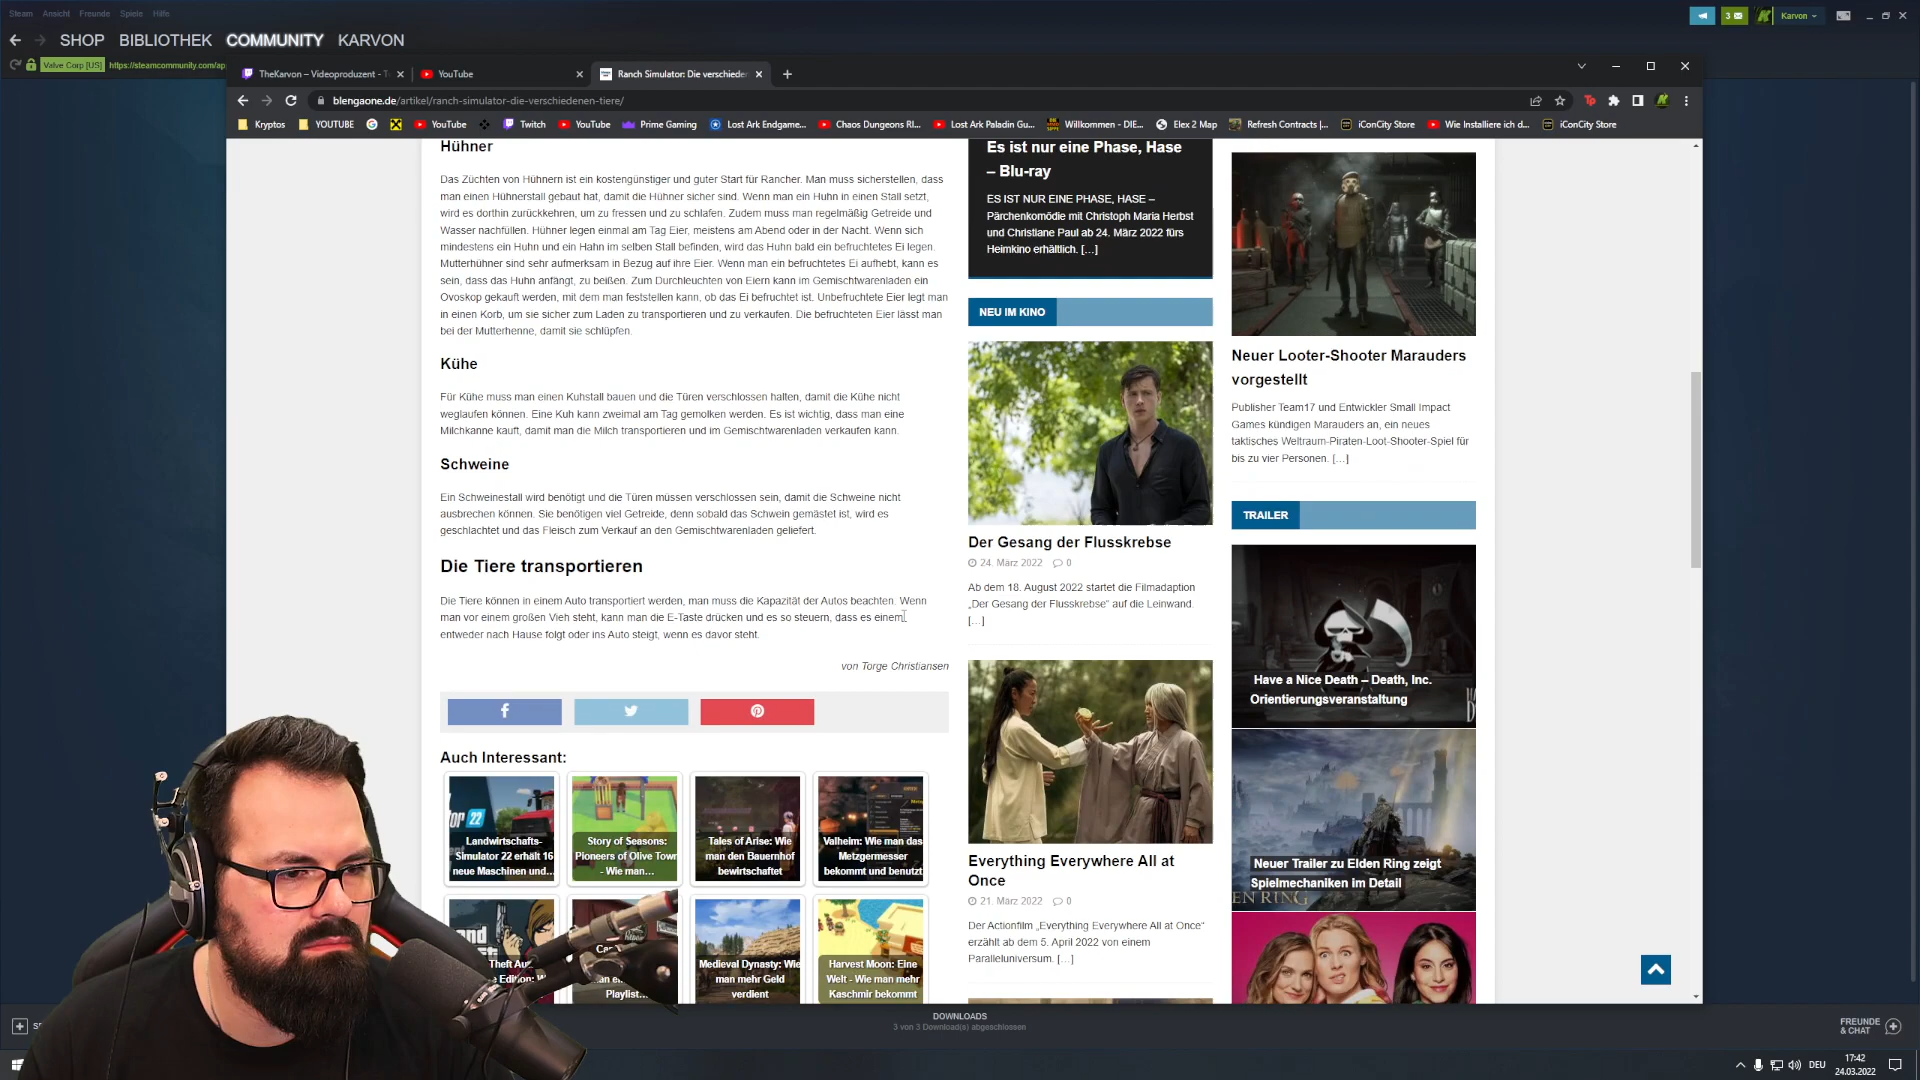 Steam Ansicht Freunde Spiele Hilfe
3
Karvon
SHOP BIBLIOTHEK COMMUNITY KARVON
Valve Corp [US] https://steamcommunity.com/ap
TheKarvon – Videoproduzent - T
YouTube
Ranch Simulator: Die verschieden
blengaone.de/artikel/ranch-simulator-die-verschiedenen-tiere/
Kryptos
YOUTUBE
YouTube
Twitch
YouTube
Prime Gaming
Lost Ark Endgame...
Chaos Dungeons RI...
Lost Ark Paladin Gu...
Willkommen - DIE...
Elex 2 Map
Refresh Contracts |...
iConCity Store
Wie Installiere ich d...
iConCity Store
Hühner
Das Züchten von Hühnern ist ein kostengünstiger und guter Start für Rancher. Man muss sicherstellen, dass
man einen Hühnerstall gebaut hat, damit die Hühner sicher sind. Wenn man ein Huhn in einen Stall setzt,
wird es dorthin zurückkehren, um zu fressen und zu schlafen. Zudem muss man regelmäßig Getreide und
Wasser nachfüllen. Hühner legen einmal am Tag Eier, meistens am Abend oder in der Nacht. Wenn sich
mindestens ein Huhn und ein Hahn im selben Stall befinden, wird das Huhn bald ein befruchtetes Ei legen.
Mutterhühner sind sehr aufmerksam in Bezug auf ihre Eier. Wenn man ein befruchtetes Ei aufhebt, kann es
sein, dass das Huhn anfängt, zu beißen. Zum Durchleuchten von Eiern kann im Gemischtwarenladen ein
Ovoskop gekauft werden, mit dem man feststellen kann, ob das Ei befruchtet ist. Unbefruchtete Eier legt man
in einen Korb, um sie sicher zum Laden zu transportieren und zu verkaufen. Die befruchteten Eier lässt man
bei der Mutterhenne, damit sie schlüpfen.
Kühe
Für Kühe muss man einen Kuhstall bauen und die Türen verschlossen halten, damit die Kühe nicht
weglaufen können. Eine Kuh kann zweimal am Tag gemolken werden. Es ist wichtig, dass man eine
Milchkanne kauft, damit man die Milch transportieren und im Gemischtwarenladen verkaufen kann.
Schweine
Ein Schweinestall wird benötigt und die Türen müssen verschlossen sein, damit die Schweine nicht
ausbrechen können. Sie benötigen viel Getreide, denn sobald das Schwein gemästet ist, wird es
geschlachtet und das Fleisch zum Verkauf an den Gemischtwarenladen geliefert.
Die Tiere transportieren
Die Tiere können in einem Auto transportiert werden, man muss die Kapazität der Autos beachten. Wenn
man vor einem großen Vieh steht, kann man die E-Taste drücken und es so steuern, dass es einem
entweder nach Hause folgt oder ins Auto steigt, wenn es davor steht.
von Torge Christiansen
Auch Interessant:
or 22
Landwirtschafts-
Simulator 22 erhält 16
neue Maschinen und...
Story of Seasons:
Pioneers of Olive Town
- Wie man...
Tales of Arise: Wie
man den Bauernhof
bewirtschaftet
Valheim: Wie man das
Metzgermesser
bekommt und benutzt
Playlist...
Medieval Dynasty: Wie
man mehr Geld
verdient
Harvest Moon: Eine
Welt - Wie man mehr
Kaschmir bekommt
Es ist nur eine Phase, Hase
– Blu-ray
ES IST NUR EINE PHASE, HASE –
Pärchenkomödie mit Christoph Maria Herbst
und Christiane Paul ab 24. März 2022 fürs
Heimkino erhältlich. [...]
NEU IM KINO
Der Gesang der Flusskrebse
24. März 2022 0
Ab dem 18. August 2022 startet die Filmadaption
„Der Gesang der Flusskrebse“ auf die Leinwand.
[...]
Everything Everywhere All at
Once
21. März 2022 0
Der Actionfilm „Everything Everywhere All at Once“
erzählt ab dem 5. April 2022 von einem
Paralleluniversum. [...]
Neuer Looter-Shooter Marauders
vorgestellt
Publisher Team17 und Entwickler Small Impact
Games kündigen Marauders an, ein neues
taktisches Weltraum-Piraten-Loot-Shooter-Spiel für
bis zu vier Personen. [...]
TRAILER
Have a Nice Death – Death, Inc.
Orientierungsveranstaltung
Neuer Trailer zu Elden Ring zeigt
Spielmechaniken im Detail
EN RING
DOWNLOADS
3 von 3 Download(s) abgeschlossen
FREUNDE
& CHAT
DEU
17:42
24.03.2022